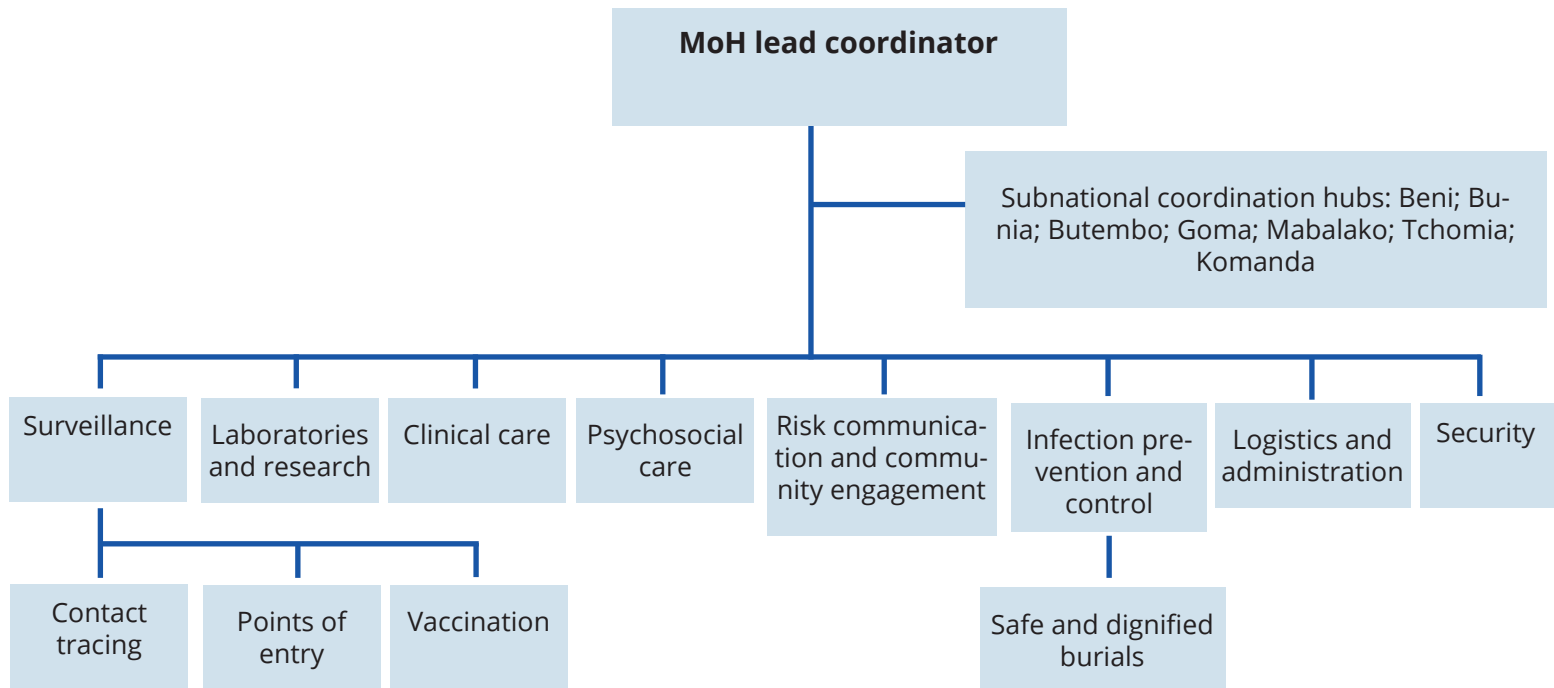 MoH lead coordinator
Subnational coordination hubs: Beni; Bu-
nia; Butembo; Goma; Mabalako; Tchomia;
Komanda
Surveillance
Laboratories
and research
Clinical care
Psychosocial
care
Risk communica-
tion and commu-
nity engagement
Infection pre-
vention and
control
Logistics and
administration
Security
Contact
tracing
Points of
entry
Vaccination
Safe and dignified
burials